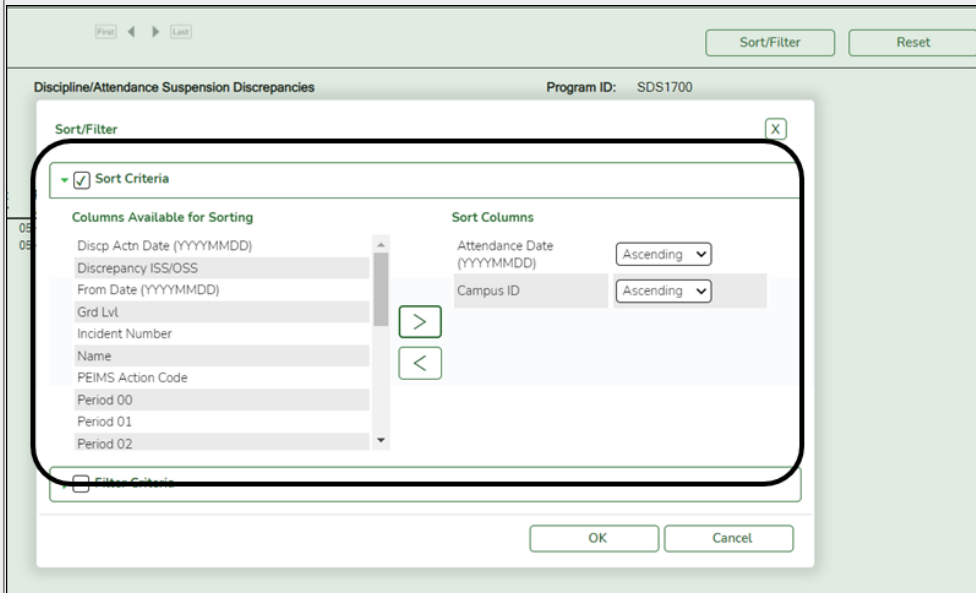 First Last
Sort/Filter Reset
Discipline/Attendance Suspension Discrepancies Program ID: SDS1700
Sort/Filter X
Sort Criteria
Columns Available for Sorting Sort Columns
Discp Actn Date (YYYYMMDD)
Discrepancy ISS/OSS
From Date (YYYYMMDD)
Grd Lvl
Incident Number
Name
PEIMS Action Code
Period 00
Period 01
Period 02
>
<
Attendance Date
(YYYYMMDD) Ascending
Campus ID Ascending
05
05
Filter Criteria
OK Cancel